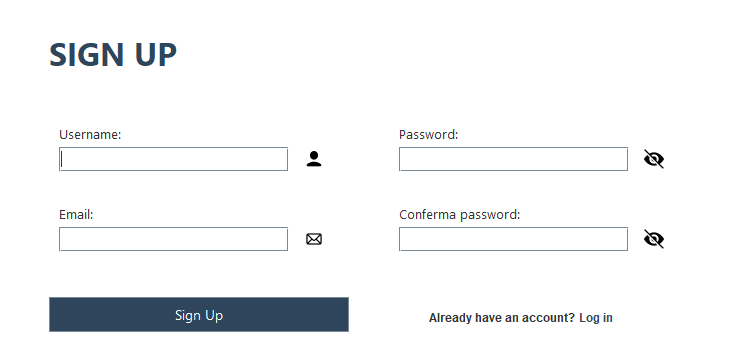 SIGN UP
Username:
Password:
Email:
Conferma password:
Sign Up
Already have an account? Log in